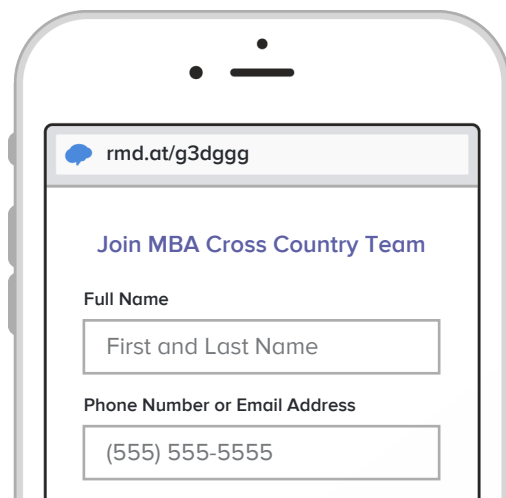 rmd.at/g3dggg
Join MBA Cross Country Team
Full Name
First and Last Name
Phone Number or Email Address
(555) 555-5555